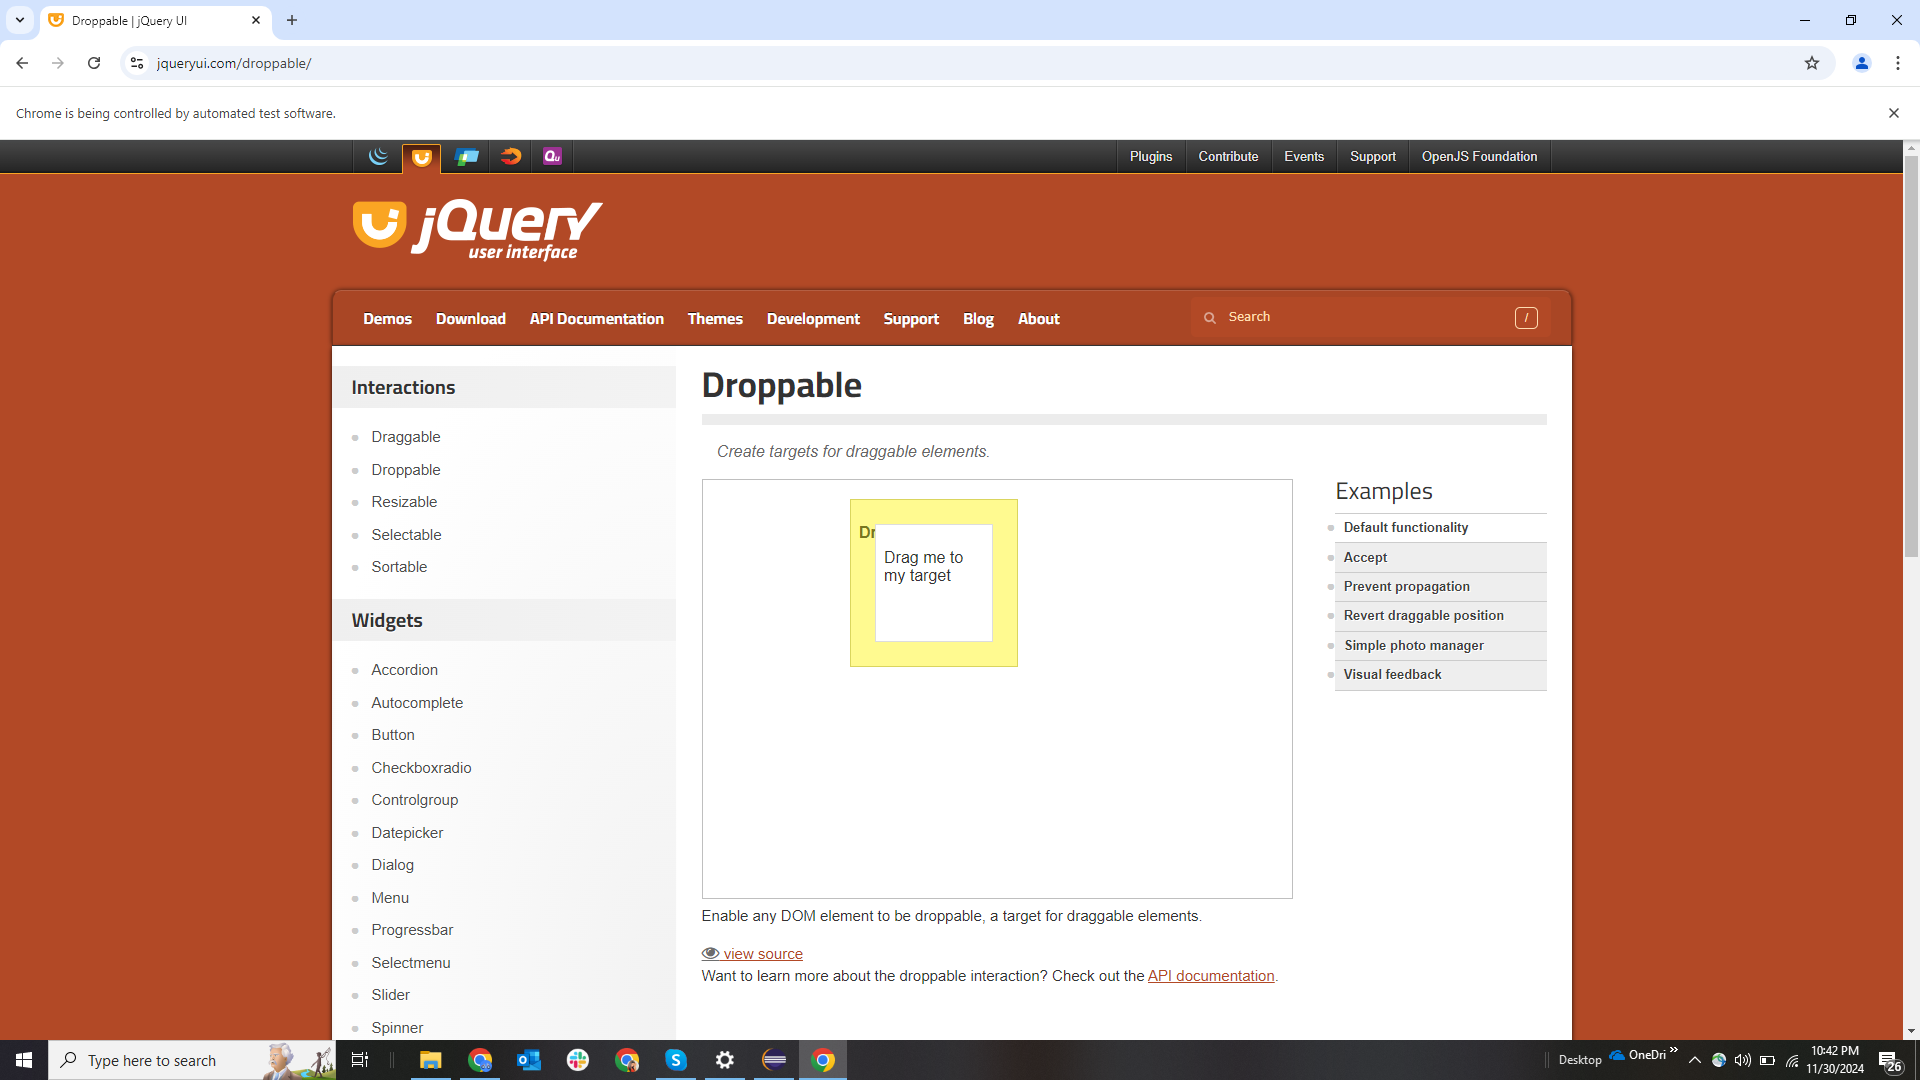 Droppable | jQuery UI
jqueryui.com/droppable/
Chrome is being controlled by automated test software.
Qu
Plugins
Contribute
Events
Support
OpenJS Foundation
jQuery
user interface
Demos
Download
API Documentation
Themes
Development
Support
Blog
About
Search
/
Interactions
Draggable
Droppable
Resizable
Selectable
Sortable
Widgets
Accordion
Autocomplete
Button
Checkboxradio
Controlgroup
Datepicker
Dialog
Menu
Progressbar
Selectmenu
Slider
Spinner
Droppable
Create targets for draggable elements.
Dr
Drag me to
my target
Enable any DOM element to be droppable, a target for draggable elements.
view source
Want to learn more about the droppable interaction? Check out the API documentation.
Examples
Default functionality
Accept
Prevent propagation
Revert draggable position
Simple photo manager
Visual feedback
Type here to search
Desktop
OneDri
10:42 PM
11/30/2024
26